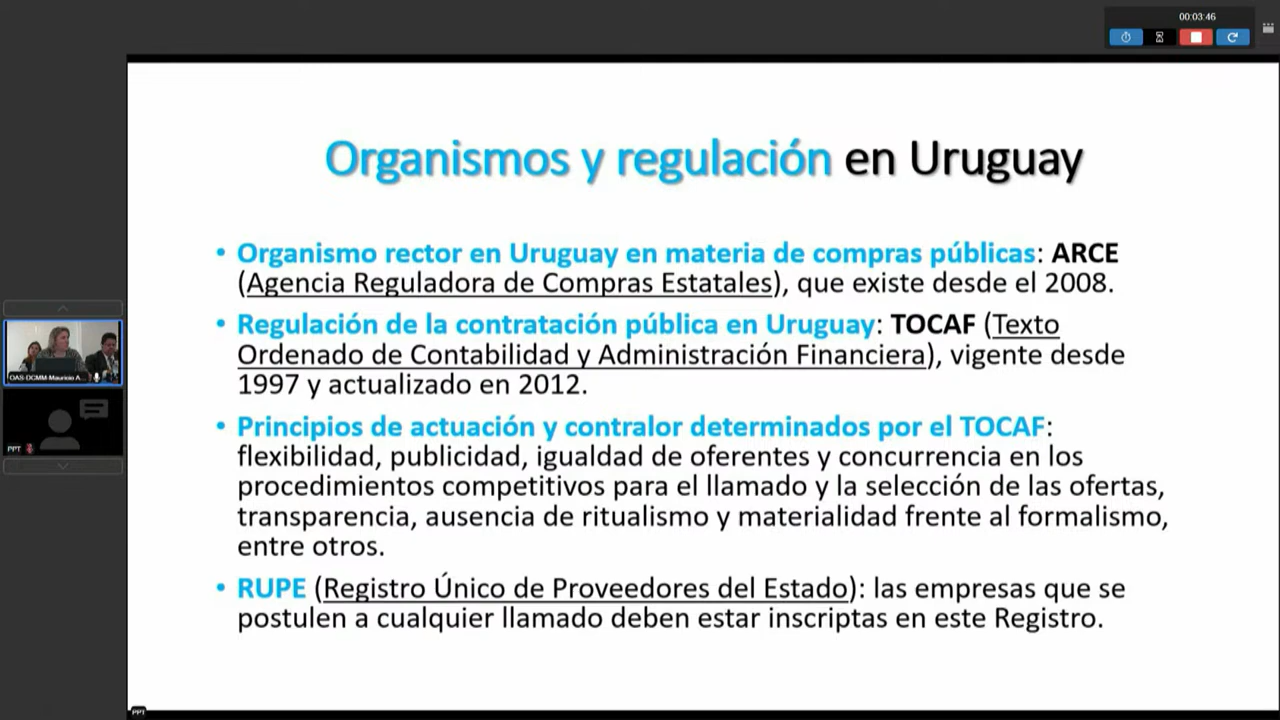 00:03:46
Organismos y regulación en Uruguay
• Organismo rector en Uruguay en materia de compras públicas: ARCE
(Agencia Reguladora de Compras Estatales), que existe desde el 2008.
• Regulación de la contratación pública en Uruguay: TOCAF (Texto
Ordenado de Contabilidad y Administración Financiera), vigente desde
1997 y actualizado en 2012.
• Principios de actuación y contralor determinados por el TOCAF:
flexibilidad, publicidad, igualdad de oferentes y concurrencia en los
procedimientos competitivos para el llamado y la selección de las ofertas,
transparencia, ausencia de ritualismo y materialidad frente al formalismo,
entre otros.
• RUPE (Registro Único de Proveedores del Estado): las empresas que se
postulen a cualquier llamado deben estar inscriptas en este Registro.
OAS-DCMM-Mauricio A...
PPT
PPT